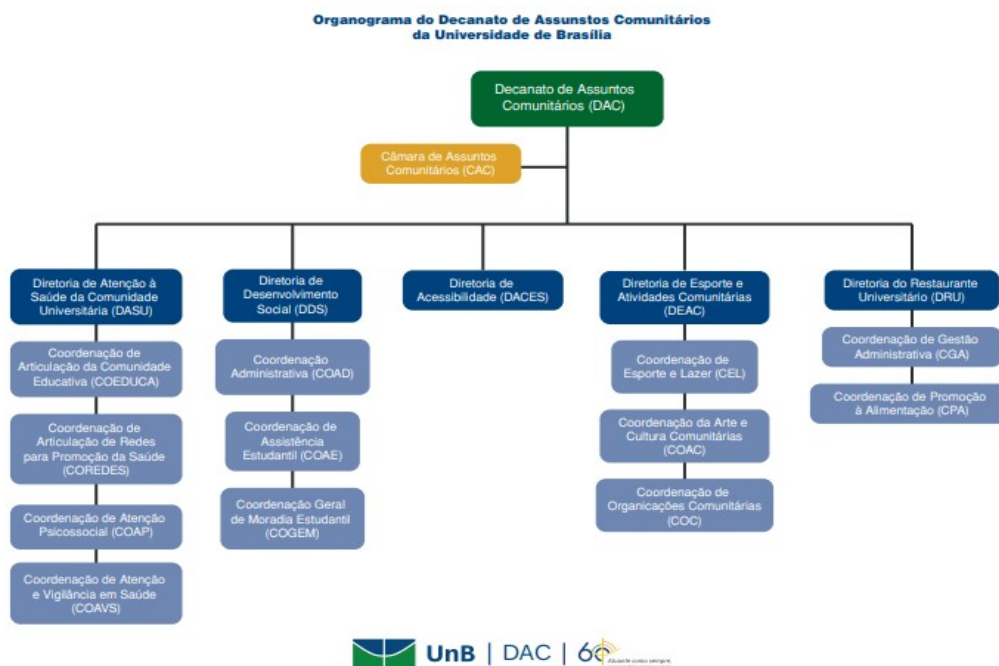 Organograma do Decanato de Assunstos Comunitários
da Universidade de Brasília
Decanato de Assuntos
Comunitários (DAC)
Câmara de Assuntos
Comunitários (CAC)
Diretoria de Atenção à
Saúde da Comunidade
Universitária (DASU)
Coordenação de
Articulação da Comunidade
Educativa (COEDUCA)
Coordenação de
Articulação de Redes
para Promoção da Saúde
(COREDES)
Coordenação de Atenção
Psicossocial (COAP)
Coordenação de Atenção
e Vigilância em Saúde
(COAVS)
Diretoria de
Desenvolvimento
Social (DDS)
Coordenação
Administrativa (COAD)
Coordenação de
Assistência
Estudantil (COAE)
Coordenação Geral
de Moradia Estudantil
(COGEM)
Diretoria de
Acessibilidade (DACES)
Diretoria de Esporte e
Atividades Comunitárias
(DEAC)
Coordenação de
Esporte e Lazer (CEL)
Coordenação da Arte e
Cultura Comunitárias
(COAC)
Coordenação de
Organicações Comunitárias
(COC)
Diretoria do Restaurante
Universitário (DRU)
Coordenação de Gestão
Administrativa (CGA)
Coordenação de Promoção
à Alimentação (CPA)
UnB | DAC | 60